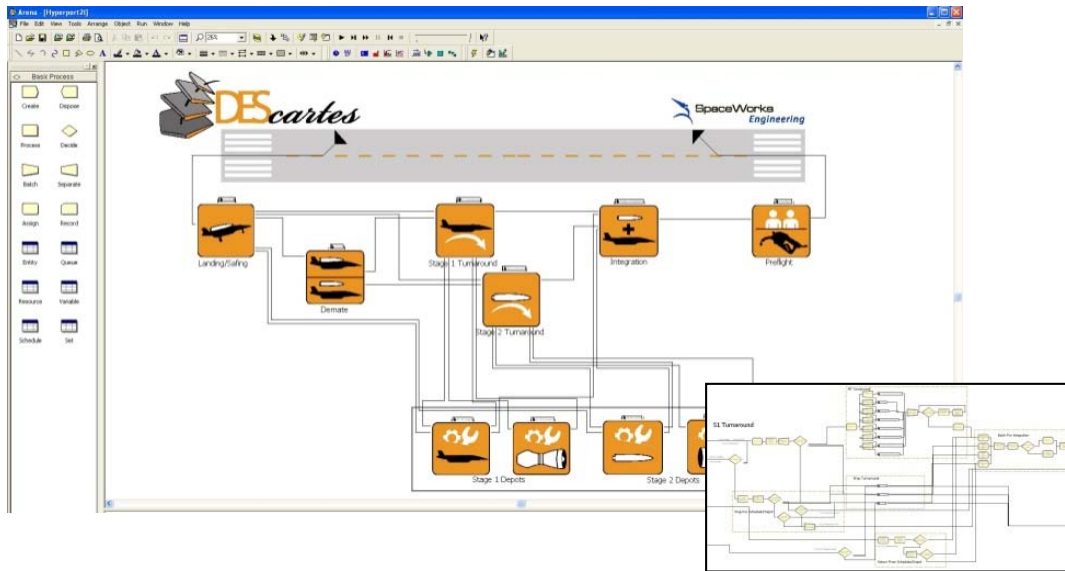 Arena - [Hyperport2]
File Edit View Tools Arrange Object Run Window Help
26%
Basic Process
Create Dispose
Process Decide
Batch Separate
Assign Record
Entity Queue
Resource Variable
Schedule Set
DEScartes
SpaceWorks
Engineering
Landing/Safing
Demate
Stage 1 Turnaround
Stage 2 Turnaround
Integration
Preflight
Stage 1 Depots
Stage 2 Depots
S1 Turnaround